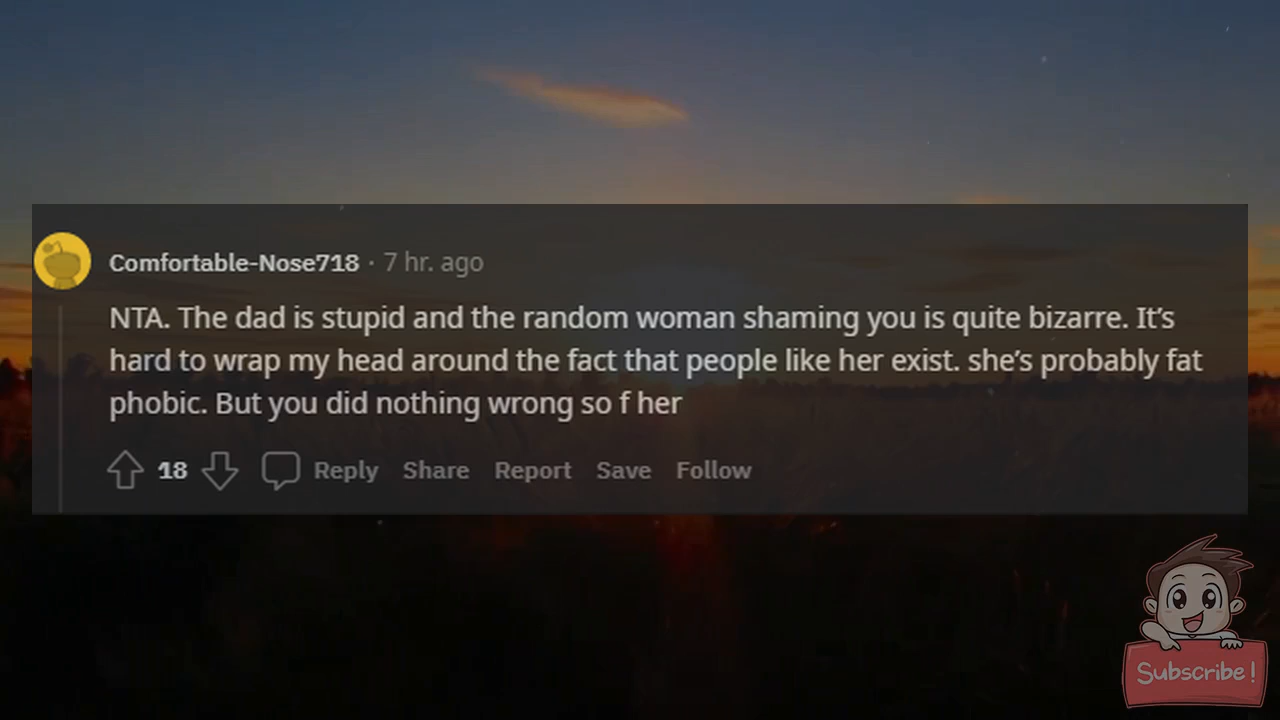 Comfortable-Nose718 · 7 hr. ago
NTA. The dad is stupid and the random woman shaming you is quite bizarre. It’s
hard to wrap my head around the fact that people like her exist. she’s probably fat
phobic. But you did nothing wrong so f her
18 Reply Share Report Save Follow
Subscribe!